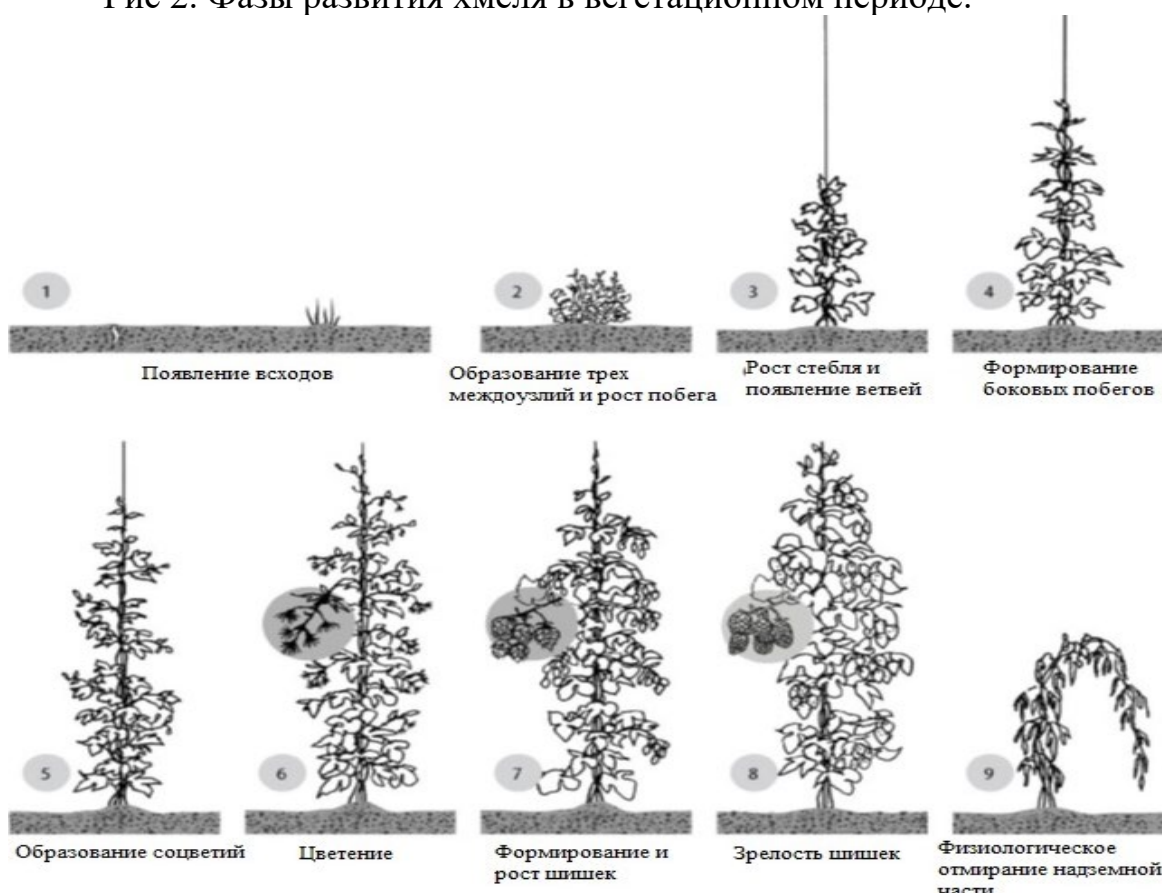 Рис 2. Фазы развития хмеля в вегетационном периоде.
1
2
3
4
Появление всходов
Образование трех
междоузлий и рост побега
Рост стебля и
появление ветвей
Формирование
боковых побегов
5
6
7
8
9
Образование соцветий
Цветение
Формирование и
рост шишек
Зрелость шишек
Физиологическое
отмирание надземной
части